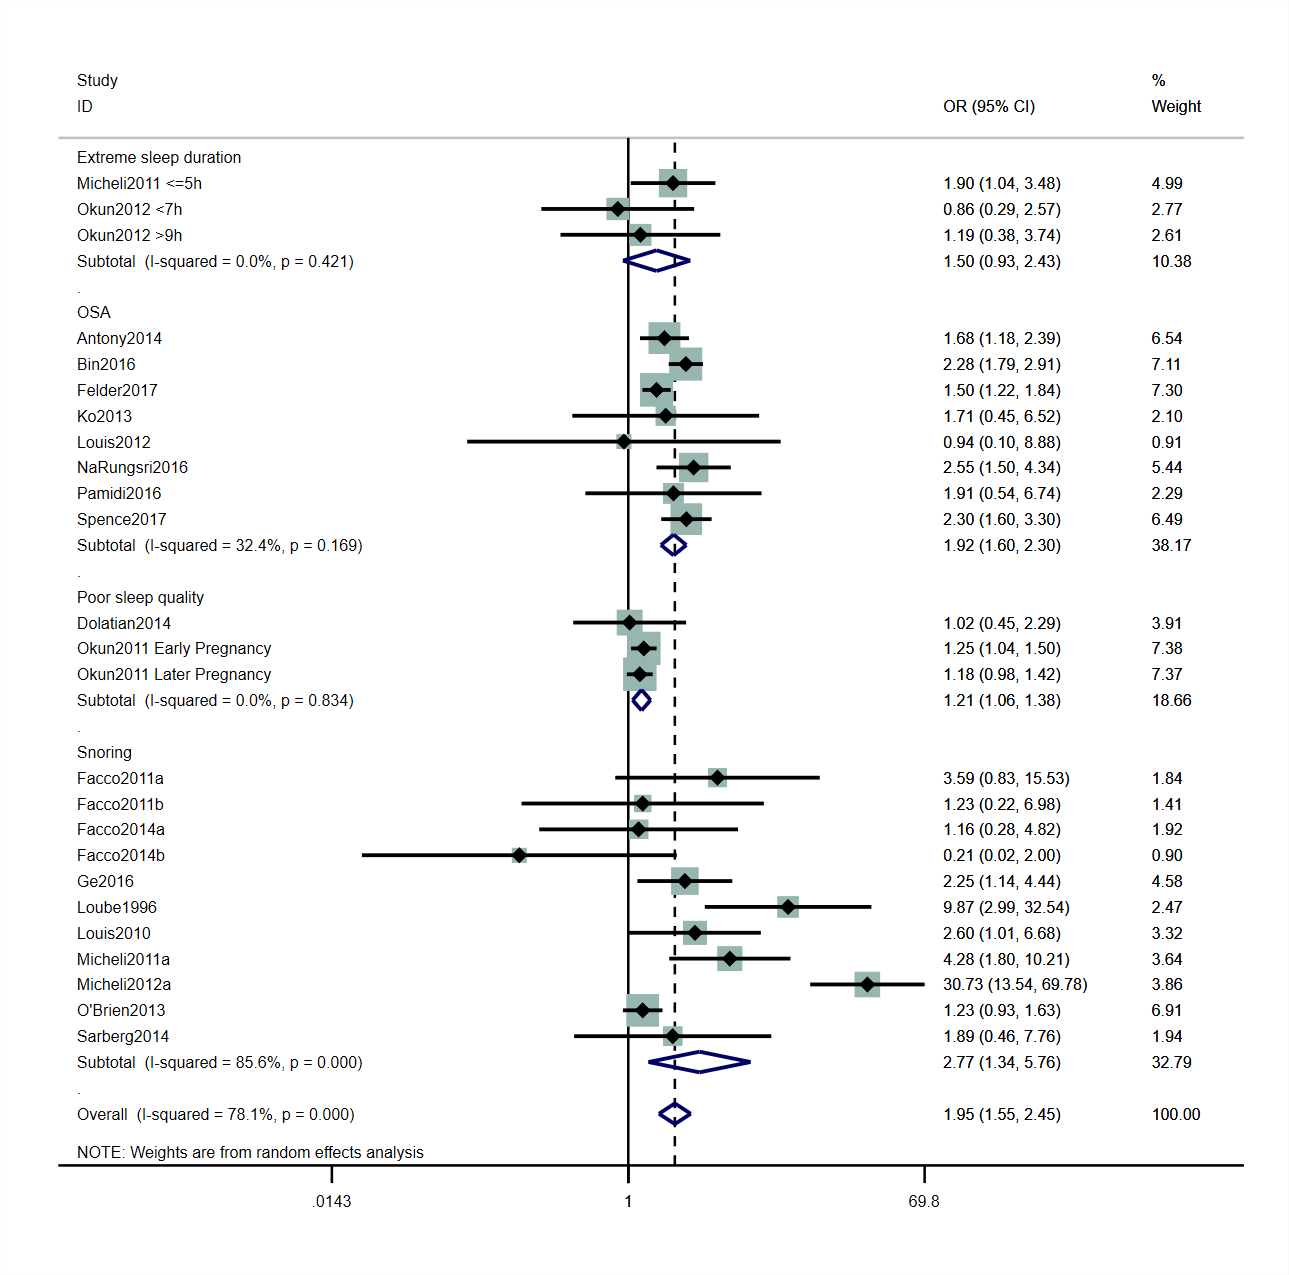 Study %
ID OR (95% CI) Weight
Extreme sleep duration
Micheli2011 <=5h 1.90 (1.04, 3.48) 4.99
Okun2012 <7h 0.86 (0.29, 2.57) 2.77
Okun2012 >9h 1.19 (0.38, 3.74) 2.61
Subtotal (I-squared = 0.0%, p = 0.421) 1.50 (0.93, 2.43) 10.38
.
OSA
Antony2014 1.68 (1.18, 2.39) 6.54
Bin2016 2.28 (1.79, 2.91) 7.11
Felder2017 1.50 (1.22, 1.84) 7.30
Ko2013 1.71 (0.45, 6.52) 2.10
Louis2012 0.94 (0.10, 8.88) 0.91
NaRungsri2016 2.55 (1.50, 4.34) 5.44
Pamidi2016 1.91 (0.54, 6.74) 2.29
Spence2017 2.30 (1.60, 3.30) 6.49
Subtotal (I-squared = 32.4%, p = 0.169) 1.92 (1.60, 2.30) 38.17
.
Poor sleep quality
Dolatian2014 1.02 (0.45, 2.29) 3.91
Okun2011 Early Pregnancy 1.25 (1.04, 1.50) 7.38
Okun2011 Later Pregnancy 1.18 (0.98, 1.42) 7.37
Subtotal (I-squared = 0.0%, p = 0.834) 1.21 (1.06, 1.38) 18.66
.
Snoring
Facco2011a 3.59 (0.83, 15.53) 1.84
Facco2011b 1.23 (0.22, 6.98) 1.41
Facco2014a 1.16 (0.28, 4.82) 1.92
Facco2014b 0.21 (0.02, 2.00) 0.90
Ge2016 2.25 (1.14, 4.44) 4.58
Loube1996 9.87 (2.99, 32.54) 2.47
Louis2010 2.60 (1.01, 6.68) 3.32
Micheli2011a 4.28 (1.80, 10.21) 3.64
Micheli2012a 30.73 (13.54, 69.78) 3.86
O'Brien2013 1.23 (0.93, 1.63) 6.91
Sarberg2014 1.89 (0.46, 7.76) 1.94
Subtotal (I-squared = 85.6%, p = 0.000) 2.77 (1.34, 5.76) 32.79
.
Overall (I-squared = 78.1%, p = 0.000) 1.95 (1.55, 2.45) 100.00
NOTE: Weights are from random effects analysis
.0143 1 69.8